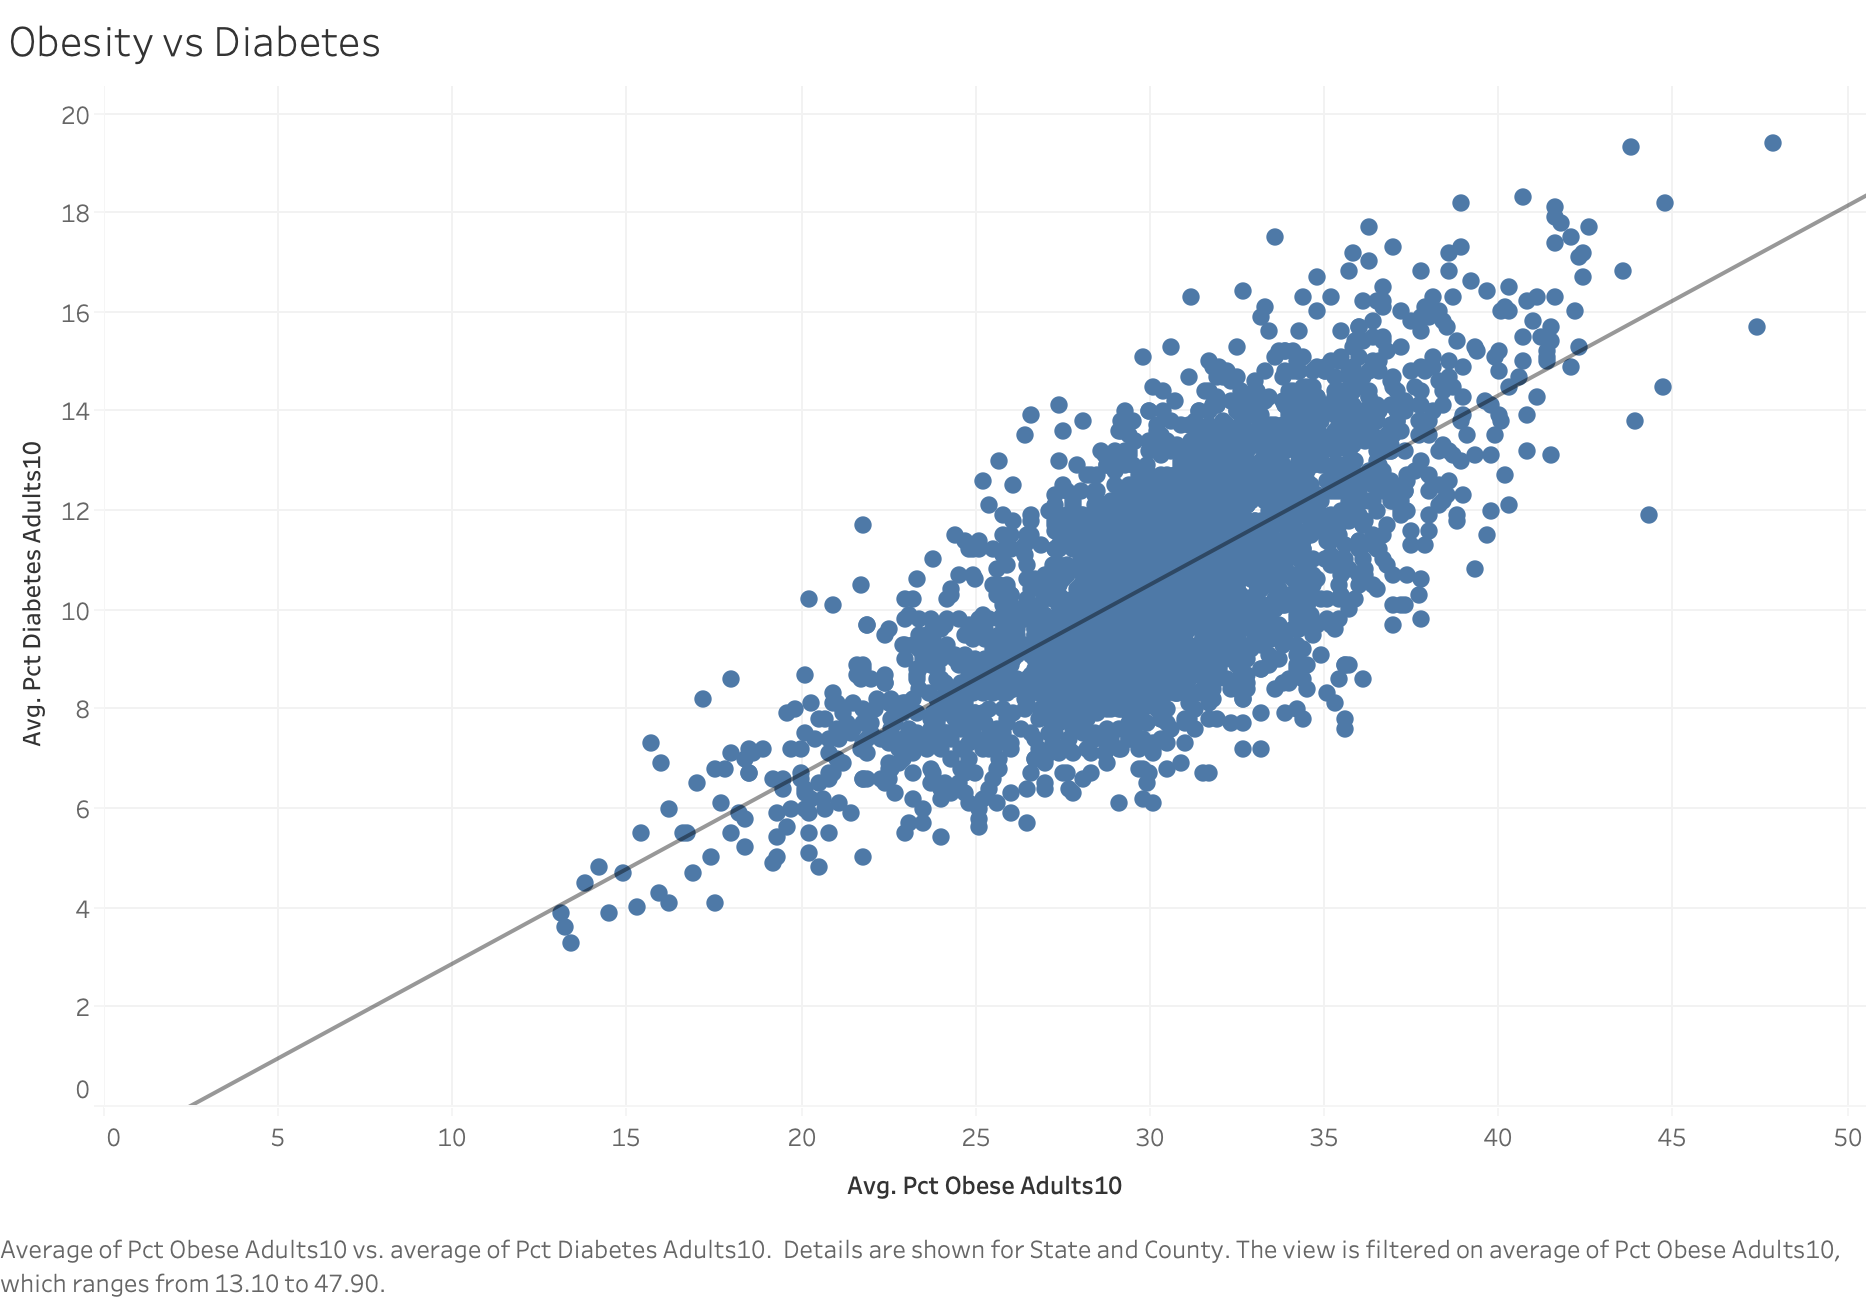 Obesity vs Diabetes
20
18
16
14
12
10
8
6
4
2
0
Avg. Pct Diabetes Adults10
0 5 10 15 20 25 30 35 40 45 50
Avg. Pct Obese Adults10
Average of Pct Obese Adults10 vs. average of Pct Diabetes Adults10.  Details are shown for State and County. The view is filtered on average of Pct Obese Adults10,
which ranges from 13.10 to 47.90.